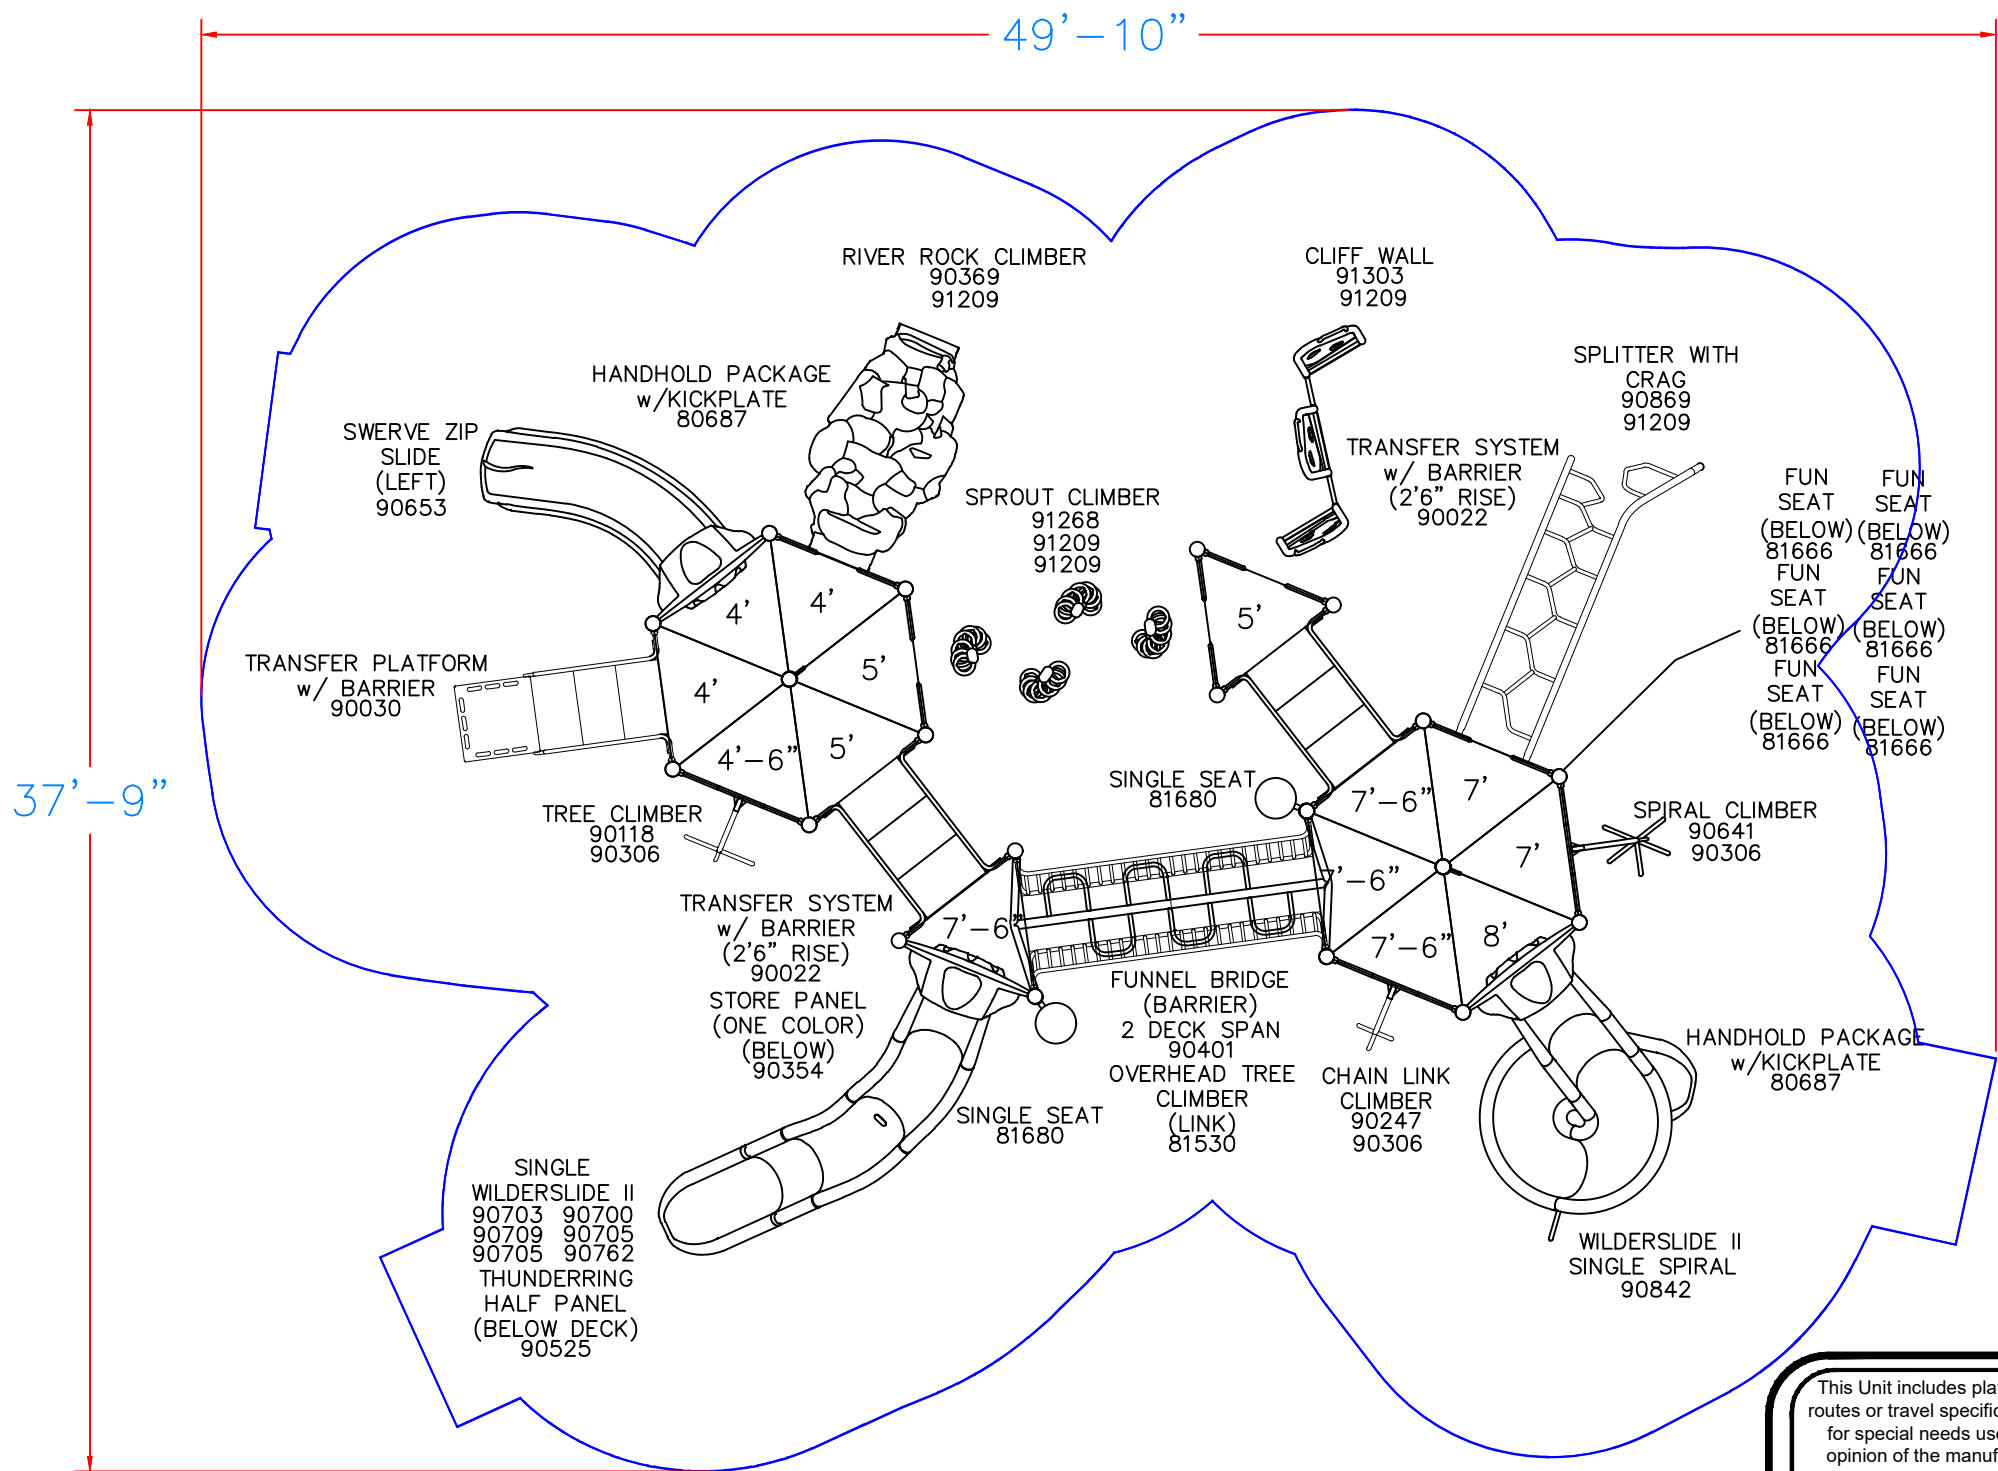 49'-10"
37'-9"
RIVER ROCK CLIMBER
90369
91209
CLIFF WALL
91303
91209
HANDHOLD PACKAGE
w/KICKPLATE
80687
SPLITTER WITH
CRAG
90869
91209
SWERVE ZIP
SLIDE
(LEFT)
90653
TRANSFER SYSTEM
w/ BARRIER
(2'6" RISE)
90022
SPROUT CLIMBER
91268
91209
91209
FUN
SEAT
(BELOW)
81666
FUN
SEAT
(BELOW)
81666
FUN
SEAT
(BELOW)
81666
FUN
SEAT
(BELOW)
81666
FUN
SEAT
(BELOW)
81666
FUN
SEAT
(BELOW)
81666
4'
4'
5'
4'
4'-6"
5'
5'
TRANSFER PLATFORM
w/ BARRIER
90030
TREE CLIMBER
90118
90306
SINGLE SEAT
81680
7'-6"
7'
7'
7'-6"
7'-6"
8'
7'-6"
SPIRAL CLIMBER
90641
90306
TRANSFER SYSTEM
w/ BARRIER
(2'6" RISE)
90022
STORE PANEL
(ONE COLOR)
(BELOW)
90354
FUNNEL BRIDGE
(BARRIER)
2 DECK SPAN
90401
OVERHEAD TREE
CLIMBER
(LINK)
81530
CHAIN LINK
CLIMBER
90247
90306
HANDHOLD PACKAGE
w/KICKPLATE
80687
SINGLE SEAT
81680
SINGLE
WILDERSLIDE II
90703 90700
90709 90705
90705 90762
THUNDERRING
HALF PANEL
(BELOW DECK)
90525
WILDERSLIDE II
SINGLE SPIRAL
90842
This Unit includes pla
routes or travel specific
for special needs us
opinion of the manuf